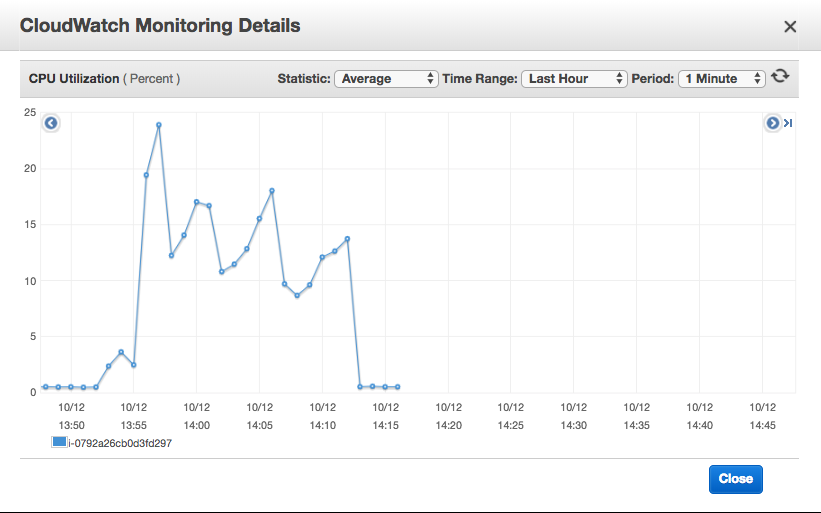 CloudWatch Monitoring Details
CPU Utilization ( Percent )
Statistic: Average Time Range: Last Hour Period: 1 Minute
25
20
15
10
5
0
10/12 10/12 10/12 10/12 10/12 10/12 10/12 10/12 10/12 10/12 10/12 10/12
13:50 13:55 14:00 14:05 14:10 14:15 14:20 14:25 14:30 14:35 14:40 14:45
i-0792a26cb0d3fd297
Close